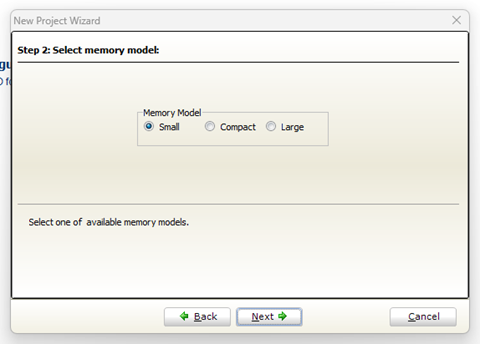 New Project Wizard
Step 2: Select memory model:
Memory Model
Small Compact Large
Select one of available memory models.
Back Next Cancel